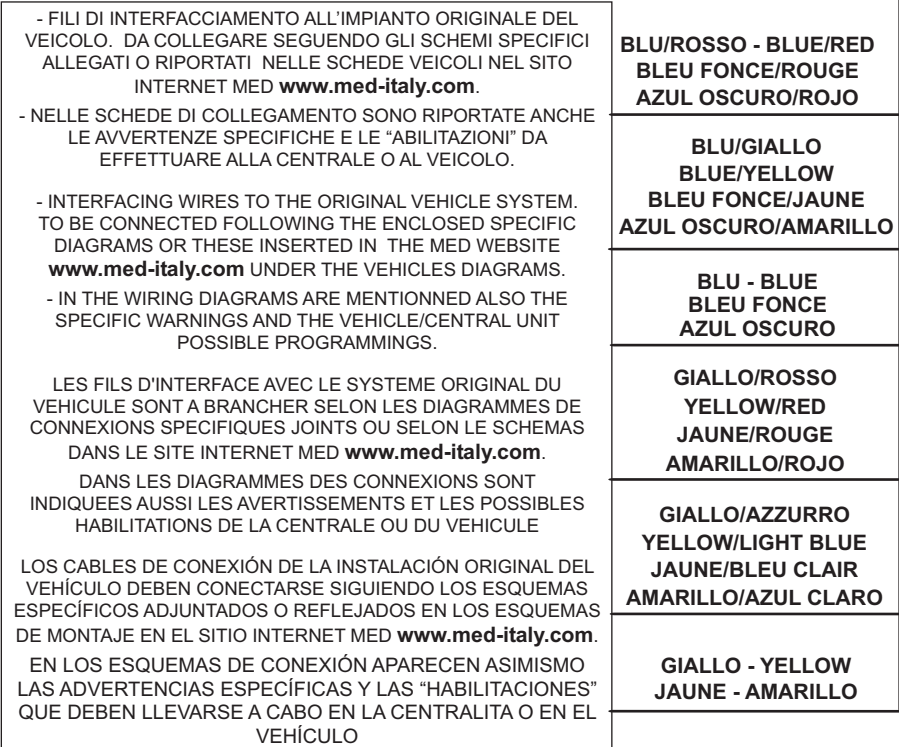 - FILI DI INTERFACCIAMENTO ALL'IMPIANTO ORIGINALE DEL
VEICOLO. DA COLLEGARE SEGUENDO GLI SCHEMI SPECIFICI
ALLEGATI O RIPORTATI NELLE SCHEDE VEICOLI NEL SITO
INTERNET MED www.med-italy.com.
- NELLE SCHEDE DI COLLEGAMENTO SONO RIPORTATE ANCHE
LE AVVERTENZE SPECIFICHE E LE “ABILITAZIONI” DA
EFFETTUARE ALLA CENTRALE O AL VEICOLO.
- INTERFACING WIRES TO THE ORIGINAL VEHICLE SYSTEM.
TO BE CONNECTED FOLLOWING THE ENCLOSED SPECIFIC
DIAGRAMS OR THESE INSERTED IN THE MED WEBSITE
www.med-italy.com UNDER THE VEHICLES DIAGRAMS.
- IN THE WIRING DIAGRAMS ARE MENTIONNED ALSO THE
SPECIFIC WARNINGS AND THE VEHICLE/CENTRAL UNIT
POSSIBLE PROGRAMMINGS.
LES FILS D'INTERFACE AVEC LE SYSTEME ORIGINAL DU
VEHICULE SONT A BRANCHER SELON LES DIAGRAMMES DE
CONNEXIONS SPECIFIQUES JOINTS OU SELON LE SCHEMAS
DANS LE SITE INTERNET MED www.med-italy.com.
DANS LES DIAGRAMMES DES CONNEXIONS SONT
INDIQUEES AUSSI LES AVERTISSEMENTS ET LES POSSIBLES
HABILITATIONS DE LA CENTRALE OU DU VEHICULE
LOS CABLES DE CONEXIÓN DE LA INSTALACIÓN ORIGINAL DEL
VEHÍCULO DEBEN CONECTARSE SIGUIENDO LOS ESQUEMAS
ESPECÍFICOS ADJUNTADOS O REFLEJADOS EN LOS ESQUEMAS
DE MONTAJE EN EL SITIO INTERNET MED www.med-italy.com.
EN LOS ESQUEMAS DE CONEXIÓN APARECEN ASIMISMO
LAS ADVERTENCIAS ESPECÍFICAS Y LAS “HABILITACIONES”
QUE DEBEN LLEVARSE A CABO EN LA CENTRALITA O EN EL
VEHÍCULO
BLU/ROSSO - BLUE/RED
BLEU FONCE/ROUGE
AZUL OSCURO/ROJO
BLU/GIALLO
BLUE/YELLOW
BLEU FONCE/JAUNE
AZUL OSCURO/AMARILLO
BLU - BLUE
BLEU FONCE
AZUL OSCURO
GIALLO/ROSSO
YELLOW/RED
JAUNE/ROUGE
AMARILLO/ROJO
GIALLO/AZZURRO
YELLOW/LIGHT BLUE
JAUNE/BLEU CLAIR
AMARILLO/AZUL CLARO
GIALLO - YELLOW
JAUNE - AMARILLO